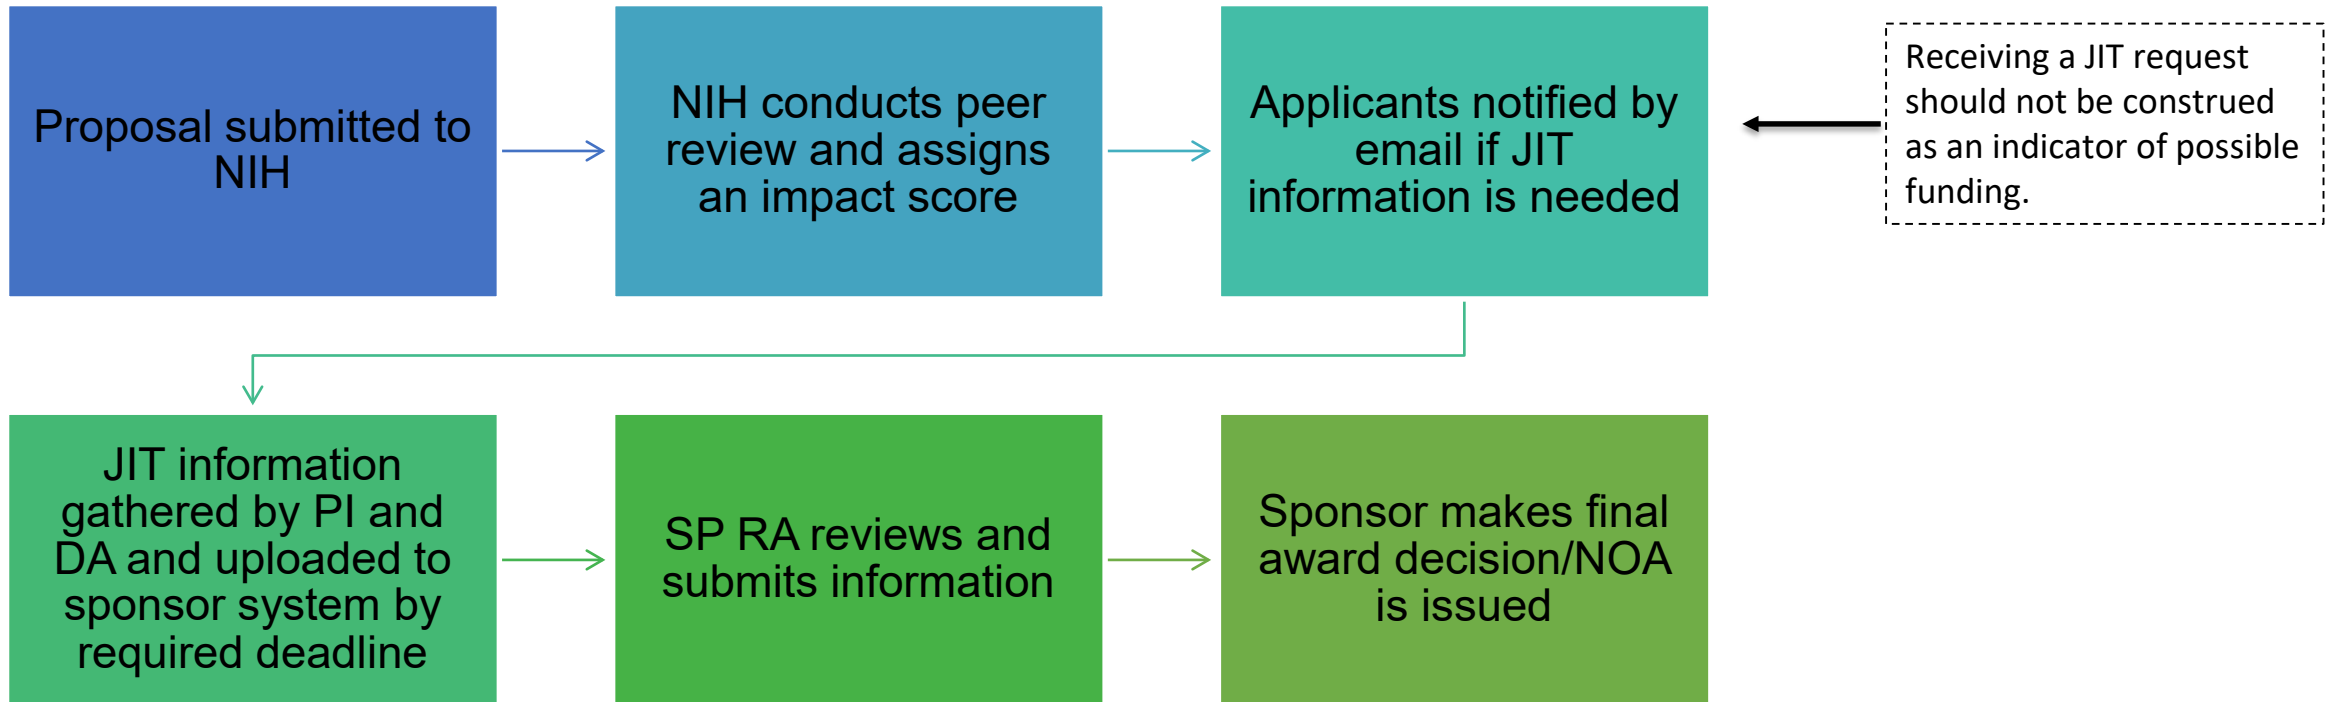 Proposal submitted to
NIH
NIH conducts peer
review and assigns
an impact score
Applicants notified by
email if JIT
information is needed
Receiving a JIT request
should not be construed
as an indicator of possible
funding.
JIT information
gathered by PI and
DA and uploaded to
sponsor system by
required deadline
SP RA reviews and
submits information
Sponsor makes final
award decision/NOA
is issued